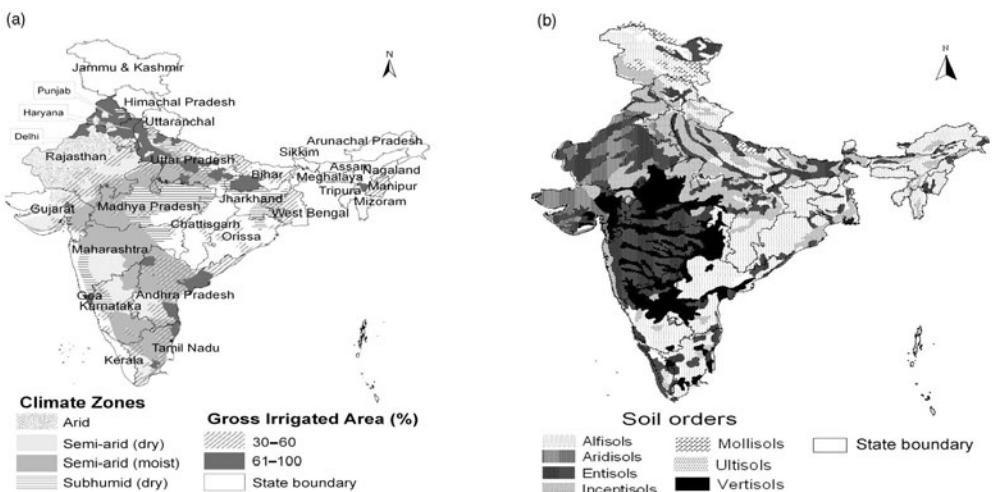 (a)
N
Jammu & Kashmir
Punjab
Himachal Pradesh
Haryana
Uttaranchal
Delhi
Arunachal Pradesh
Rajasthan
Uttar Pradesh
Sikkim
Assam
Nagaland
Bihar
Meghalaya
Manipur
Tripura
Jharkhand
Mizoram
Gujarat
Madhya Pradesh
West Bengal
Chattisgarh
Orissa
Maharashtra
Andhra Pradesh
Goa
Karnataka
Tamil Nadu
Kerala
Climate Zones
Arid
Semi-arid (dry)
Semi-arid (moist)
Subhumid (dry)
Gross Irrigated Area (%)
30–60
61–100
State boundary
(b)
N
Soil orders
Alfisols
Aridisols
Entisols
Inceptisols
Mollisols
Ultisols
Vertisols
State boundary